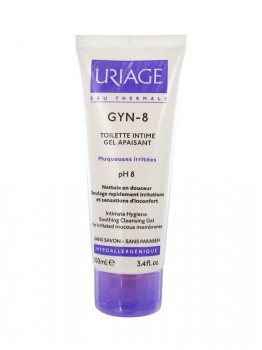 URIAGE
EAU THERMALE
GYN-8
TOILETTE INTIME
GEL APAISANT
Muqueuses irritées
pH 8
Nettoie en douceur
Soulage rapidement irritations
et sensations d'inconfort
Intimate Hygiene
Soothing Cleansing Gel
for irritated mucous membranes
SANS SAVON - SANS PARABEN
HYPOALLERGÉNIQUE
100mL e 3.4fl.oz.